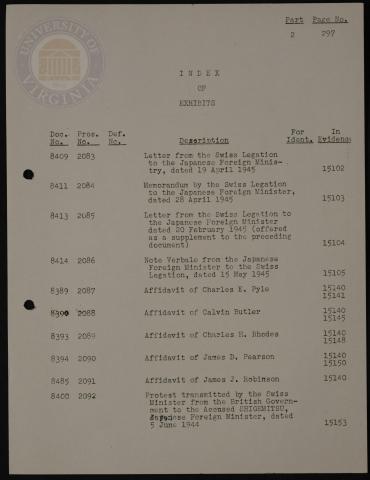 Part Page No.
2 297
UNIVERSITY OF VIRGINIA
INDEX
OF
EXHIBITS
Doc. Pros. Def. For In
No. No. No. Description Ident. Evidence
8409 2083 Letter from the Swiss Legation
to the Japanese Foreign Minis-
try, dated 19 April 1945 15102
8411 2084 Memorandum by the Swiss Legation
to the Japanese Foreign Minister,
dated 28 April 1945 15103
8413 2085 Letter from the Swiss Legation to
the Japanese Foreign Minister
dated 20 February 1945 (offered
as a supplement to the preceding
document) 15104
8414 2086 Note Verbale from the Japanese
Foreign Minister to the Swiss
Legation, dated 15 May 1945 15105
8389 2087 Affidavit of Charles E. Pyle 15140
15141
8390 2088 Affidavit of Calvin Butler 15140
15145
8393 2089 Affidavit of Charles H. Rhodes 15140
15148
8394 2090 Affidavit of James D. Pearson 15140
15150
8485 2091 Affidavit of James J. Robinson 15140
8400 2092 Protest transmitted by the Swiss
Minister from the British Govern-
ment to the Accused SHIGEMITSU,
Japanese Foreign Minister, dated
5 June 1944 15153